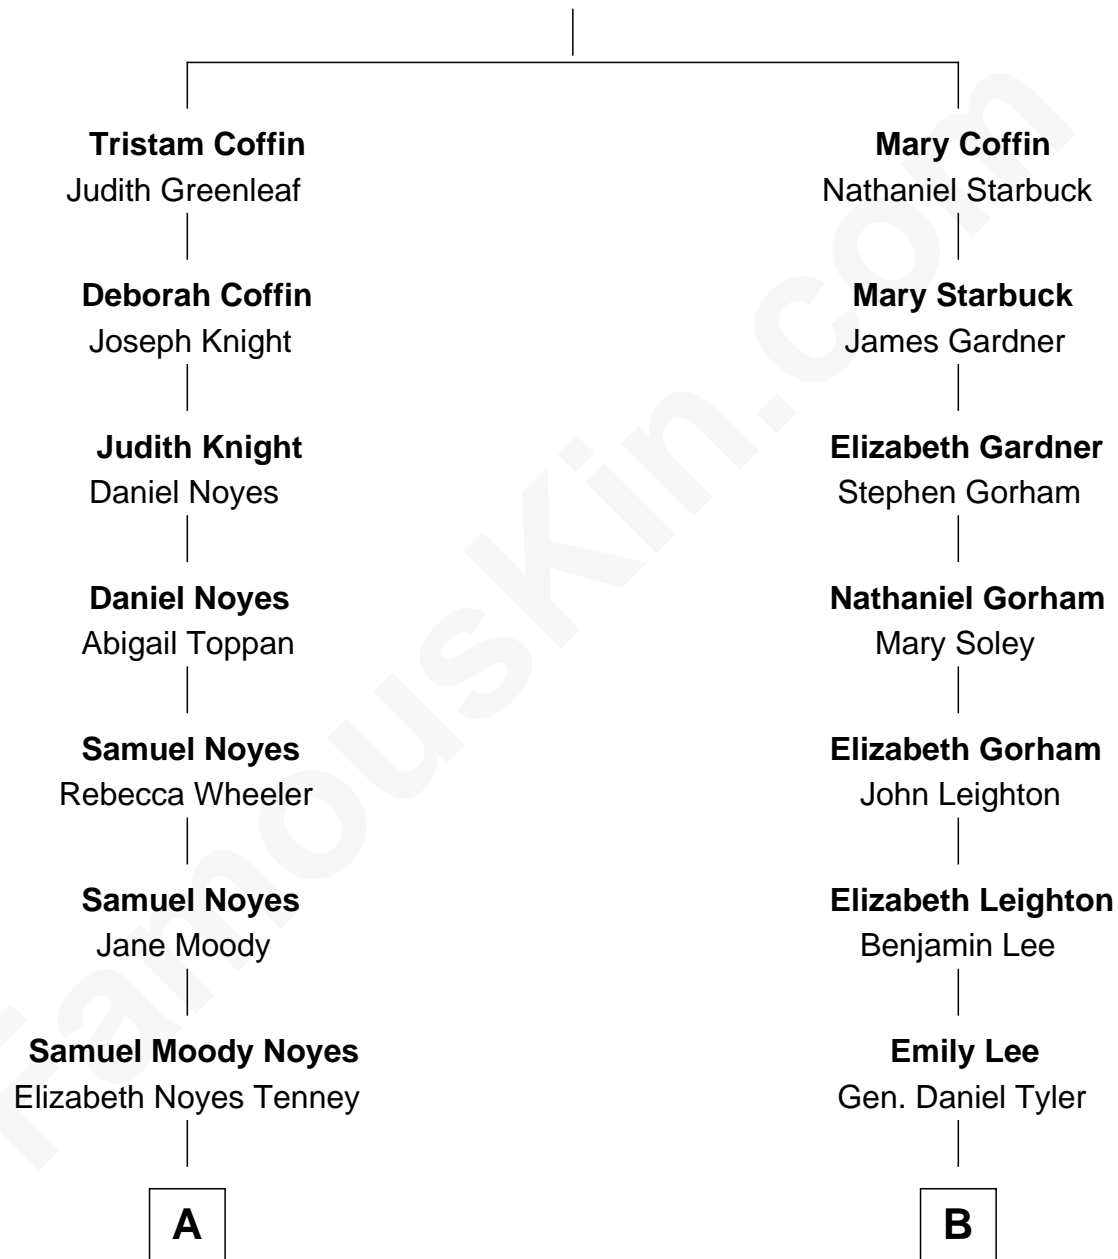 Tristam Coffin
Judith Greenleaf
Deborah Coffin
Joseph Knight
Judith Knight
Daniel Noyes
Daniel Noyes
Abigail Toppan
Samuel Noyes
Rebecca Wheeler
Samuel Noyes
Jane Moody
Samuel Moody Noyes
Elizabeth Noyes Tenney
A
Mary Coffin
Nathaniel Starbuck
Mary Starbuck
James Gardner
Elizabeth Gardner
Stephen Gorham
Nathaniel Gorham
Mary Soley
Elizabeth Gorham
John Leighton
Elizabeth Leighton
Benjamin Lee
Emily Lee
Gen. Daniel Tyler
B
FamousKin.com